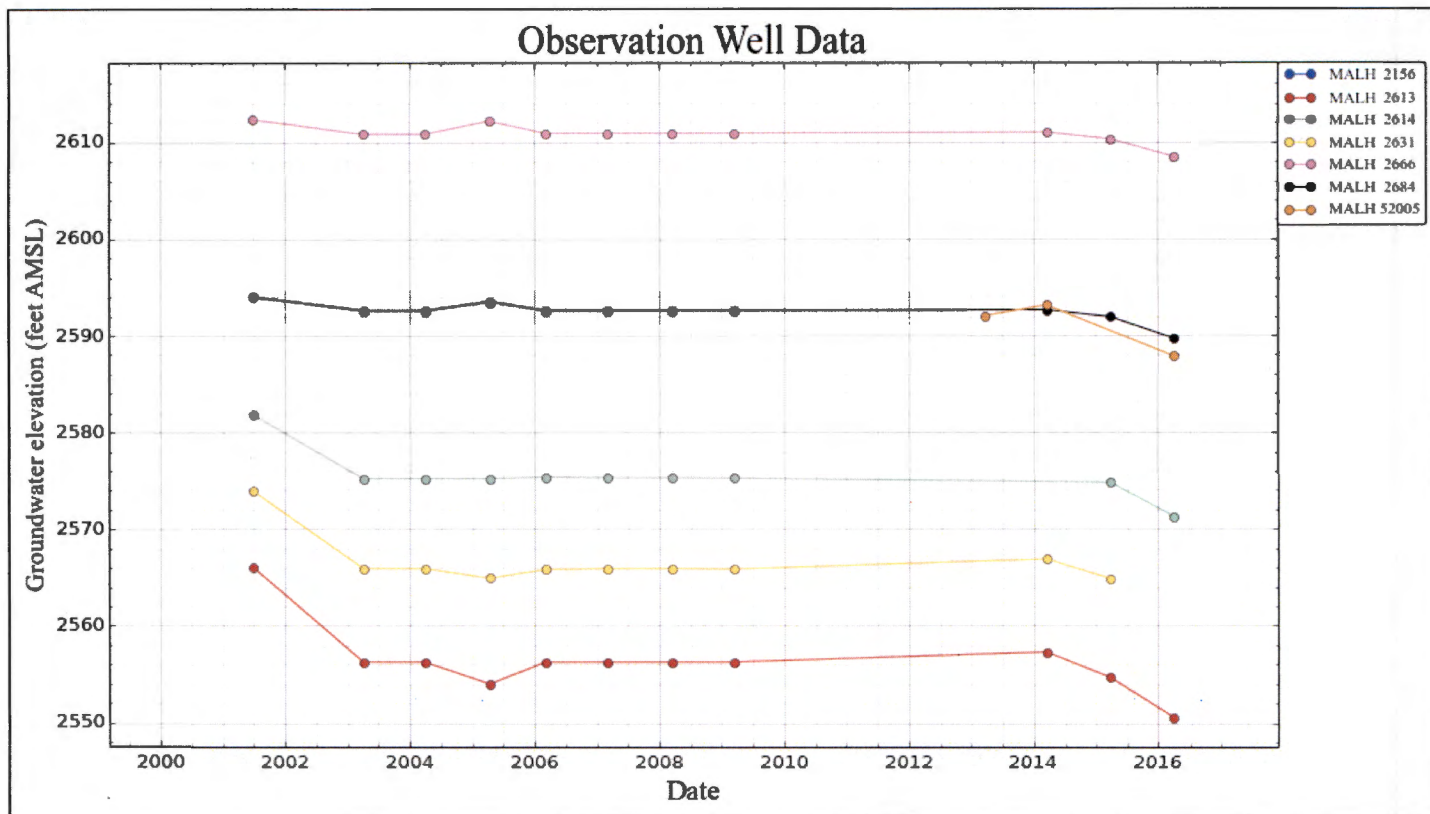 Observation Well Data
MALH 2156
MALH 2613
MALH 2614
MALH 2631
MALH 2666
MALH 2684
MALH 52005
Groundwater elevation (feet AMSL)
2610
2600
2590
2580
2570
2560
2550
2000 2002 2004 2006 2008 2010 2012 2014 2016
Date